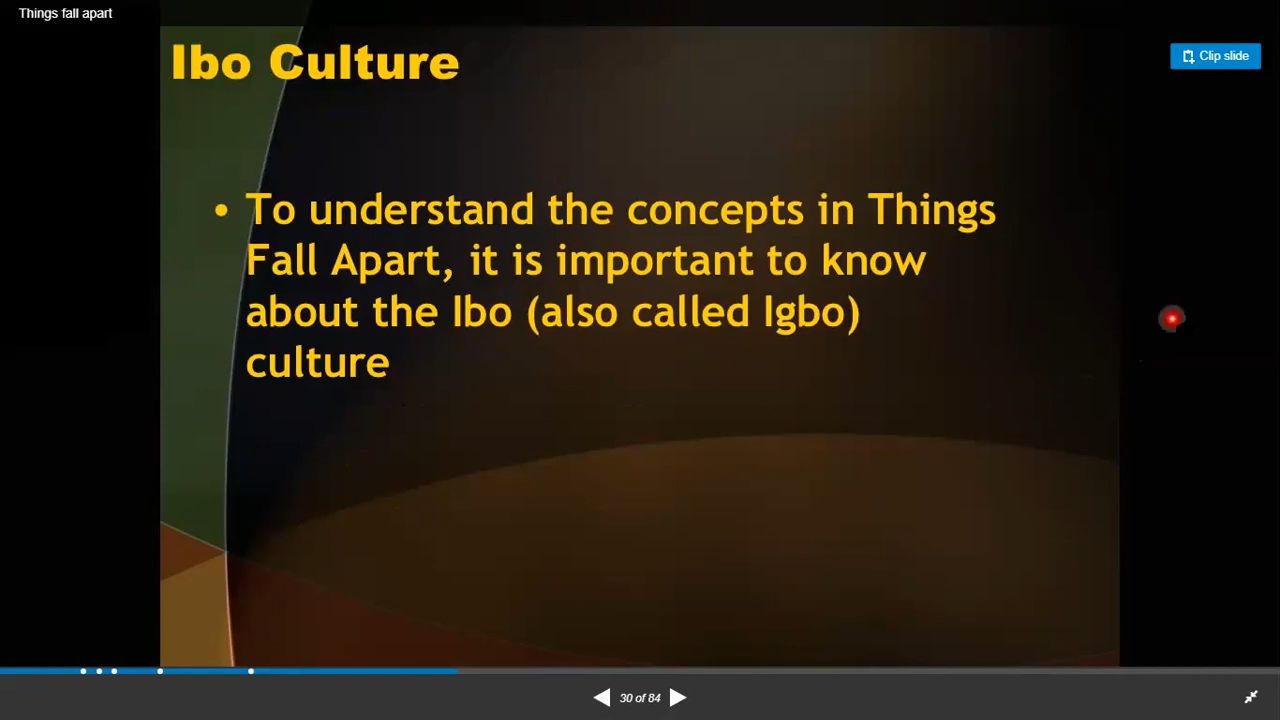 Things fall apart
Ibo Culture
Clip slide
• To understand the concepts in Things
Fall Apart, it is important to know
about the Ibo (also called Igbo)
culture
30 of 84